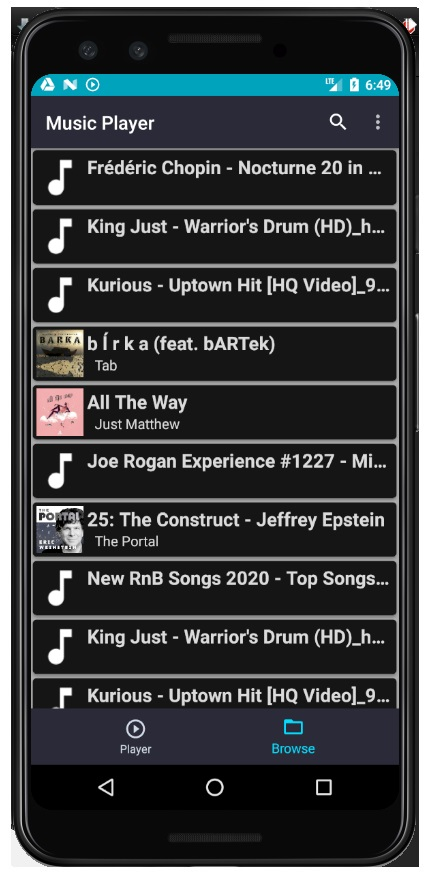 LTE 6:49
Music Player
Frédéric Chopin - Nocturne 20 in ...
King Just - Warrior's Drum (HD)_h...
Kurious - Uptown Hit [HQ Video]_9...
BARKA
b Í r k a (feat. bARTek)
Tab
All The Way
Just Matthew
Joe Rogan Experience #1227 - Mi...
THE
PORTAL
ERIC
WEINSTEIN
25: The Construct - Jeffrey Epstein
The Portal
New RnB Songs 2020 - Top Songs...
King Just - Warrior's Drum (HD)_h...
Kurious - Uptown Hit [HQ Video]_9...
Player
Browse